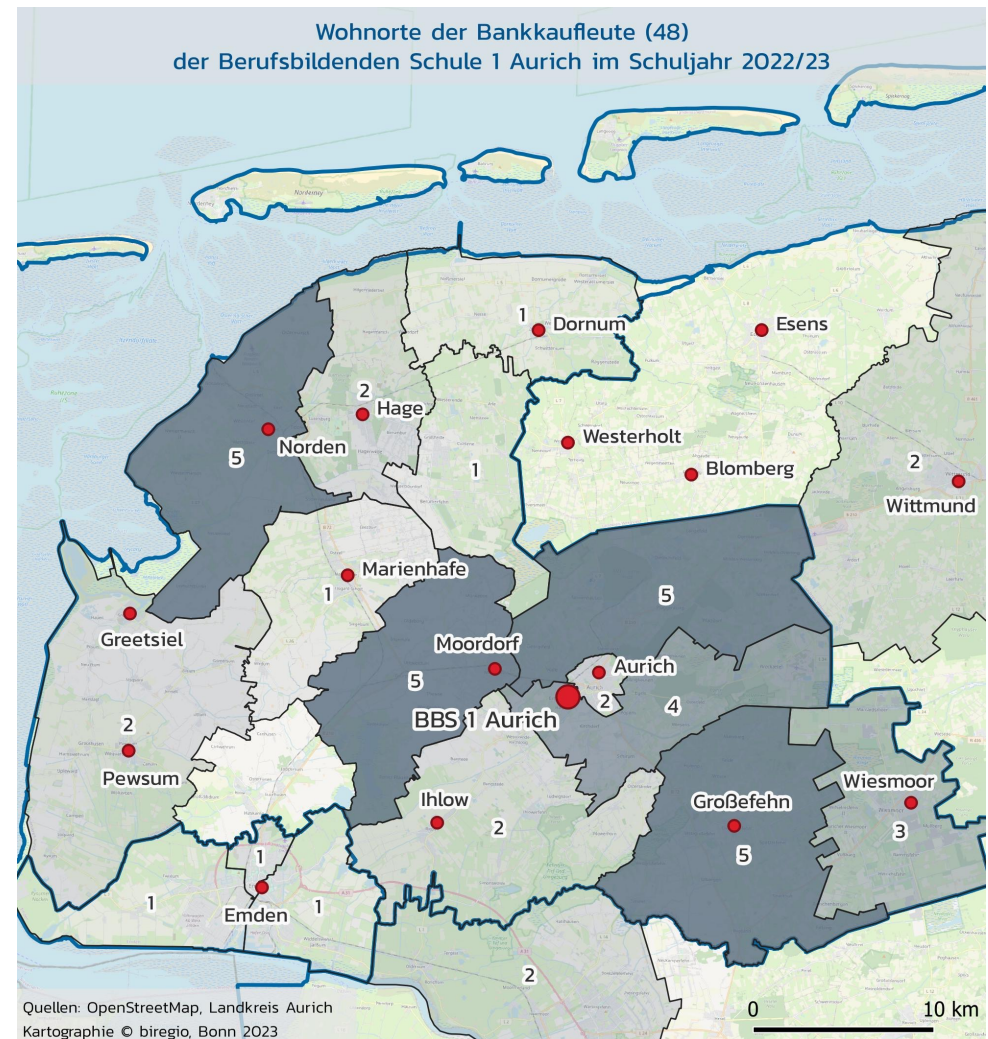 Wohnorte der Bankkaufleute (48)
der Berufsbildenden Schule 1 Aurich im Schuljahr 2022/23
Norderney
1
Dornum
Esens
2
Hage
Norden
5
1
Westerholt
Blomberg
2
Wittmund
Marienhafe
1
5
Greetsiel
Moordorf
5
Aurich
2
4
BBS 1 Aurich
2
Pewsum
Ihlow
2
Großefehn
5
Wiesmoor
3
1
1
Emden
1
2
Quellen: OpenStreetMap, Landkreis Aurich
Kartographie © biregio, Bonn 2023
0 10 km